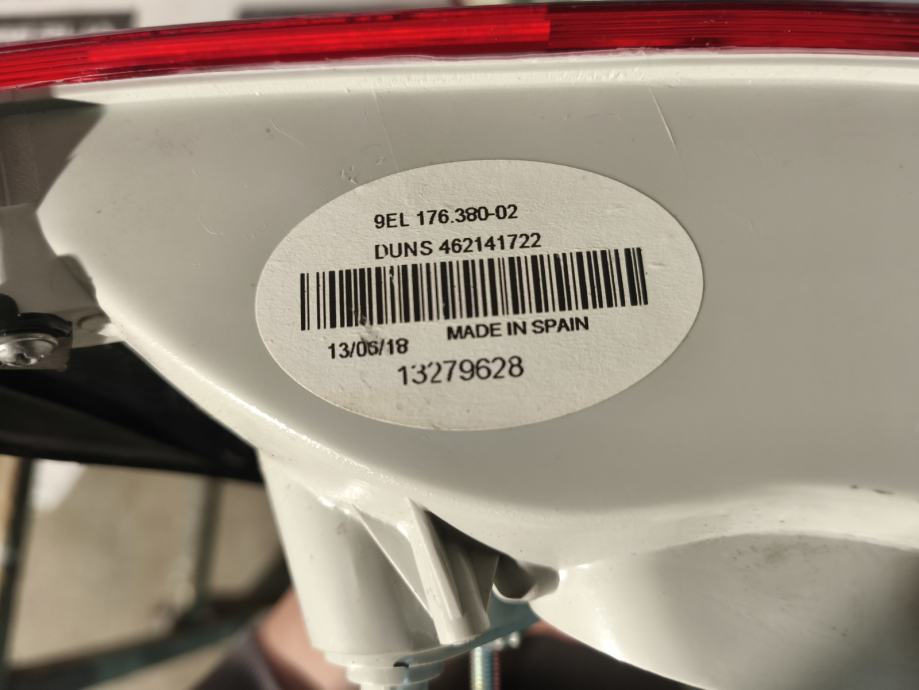 9EL 176.380-02
DUNS 462141722
MADE IN SPAIN
13/06/18
13279628